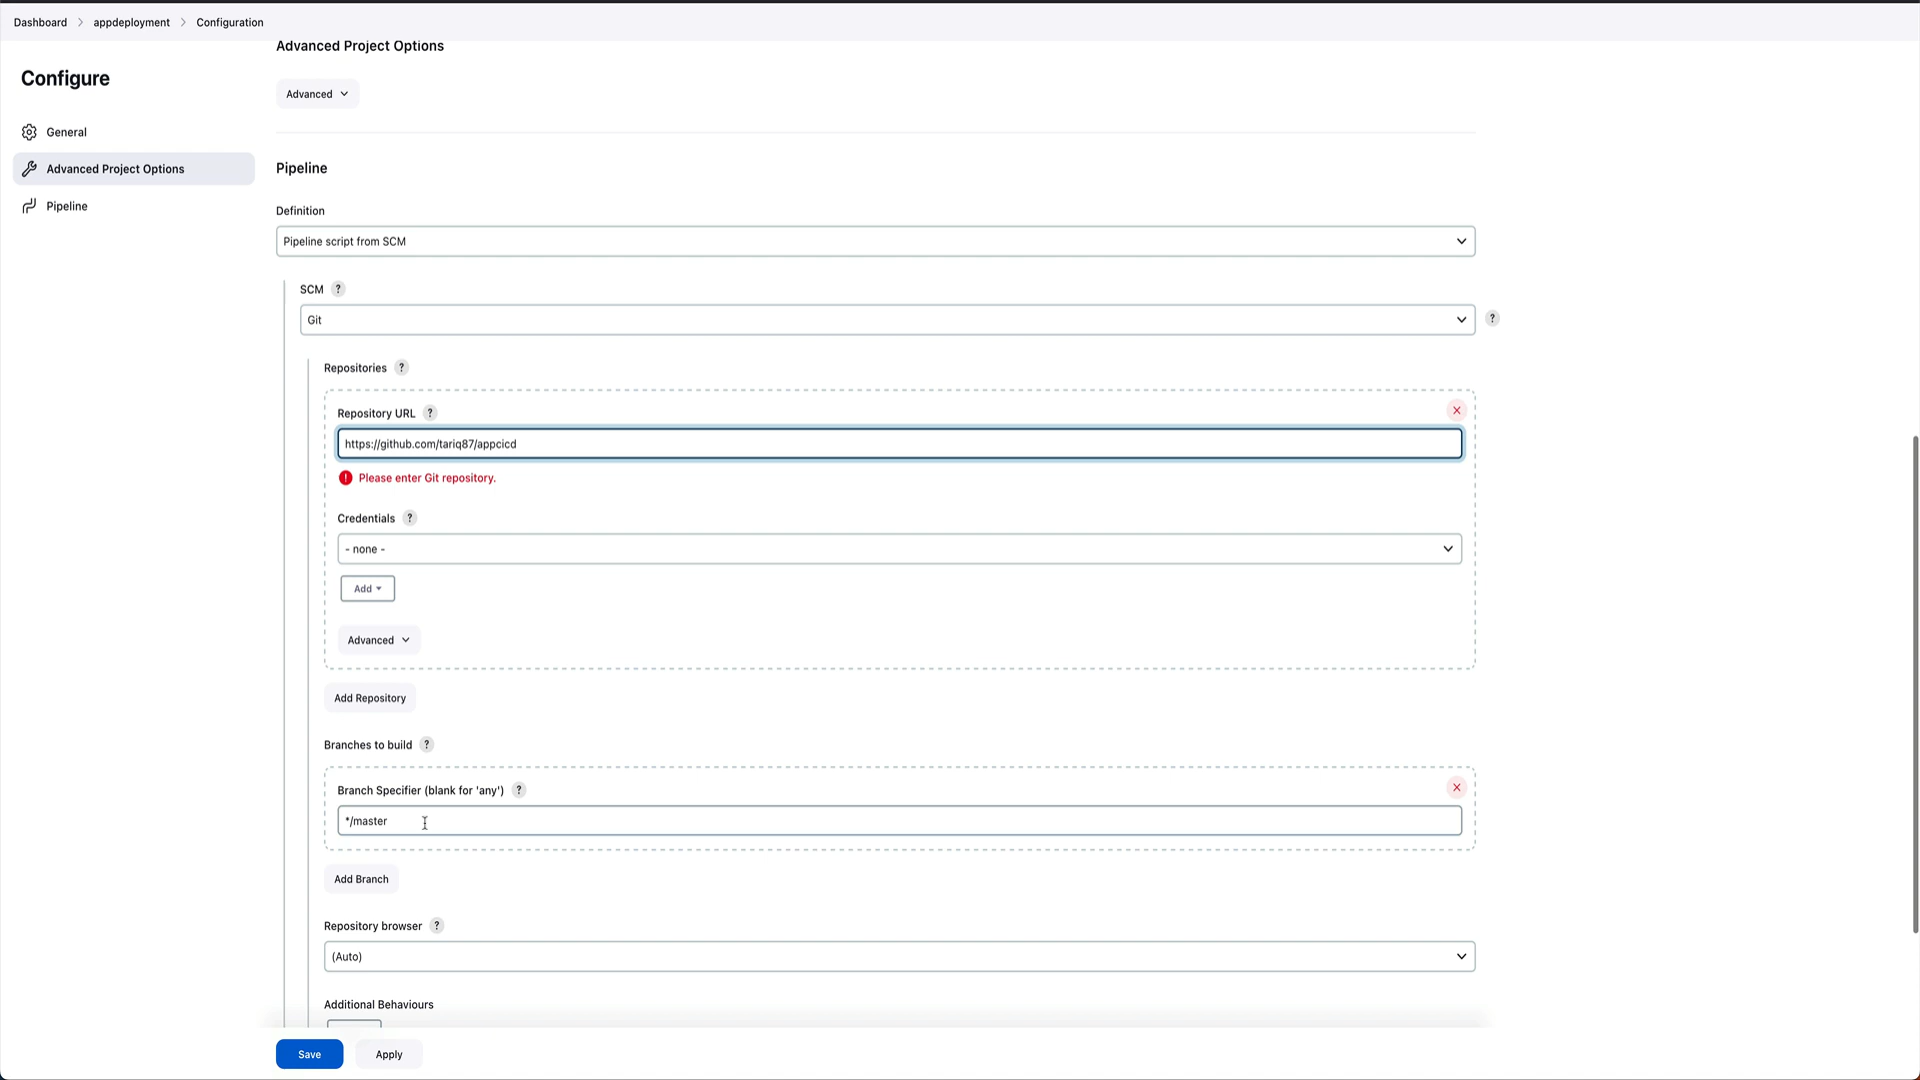 Dashboard > appdeployment > Configuration
Advanced Project Options
Configure
Advanced
General
Advanced Project Options
Pipeline
Pipeline
Definition
Pipeline script from SCM
SCM ?
Git
?
Repositories ?
Repository URL ?
https://github.com/tariq87/appcicd
! Please enter Git repository.
Credentials ?
- none -
Add
Advanced
Add Repository
Branches to build ?
Branch Specifier (blank for 'any') ?
*/master
Add Branch
Repository browser ?
(Auto)
Additional Behaviours
Save
Apply